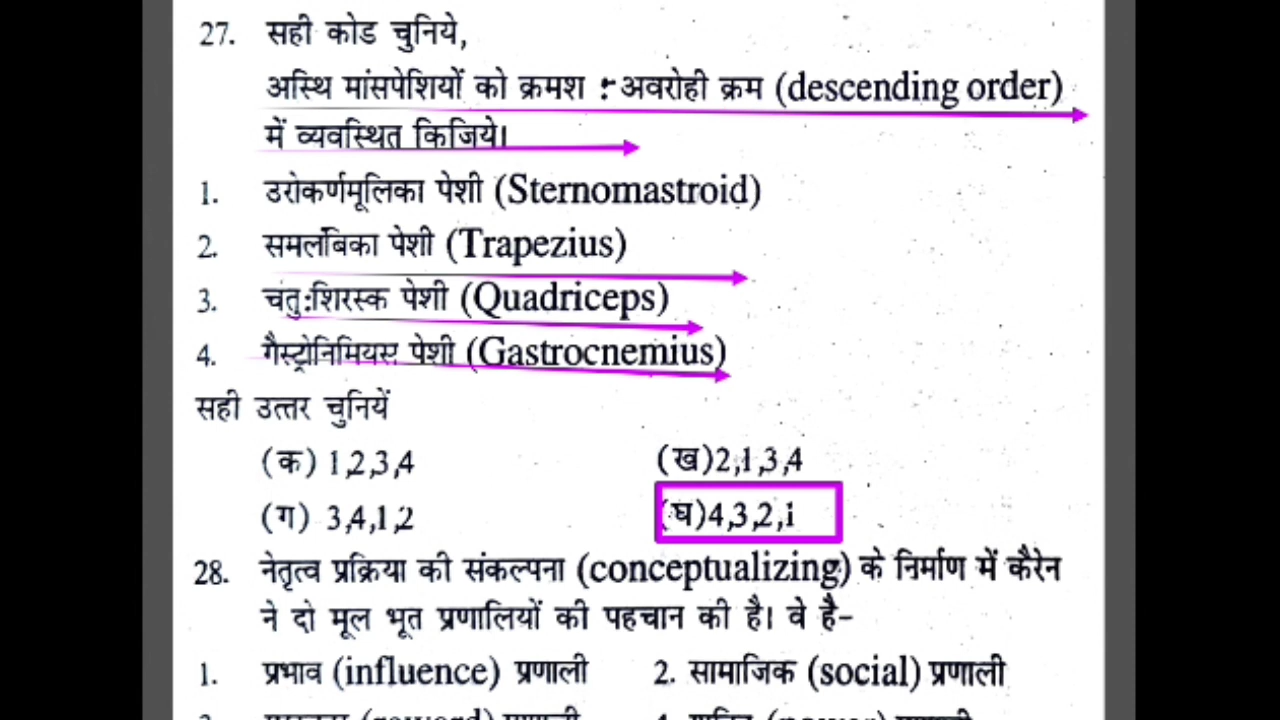 27. सही कोड चुनिये,
अस्थि मांसपेशियों को क्रमश : अवरोही क्रम (descending order)
में व्यवस्थित किजिये।
1. उरोकर्णमूलिका पेशी (Sternomastroid)
2. समलंबिका पेशी (Trapezius)
3. चतु:शिरस्क पेशी (Quadriceps)
4. गैस्ट्रोनिमियस पेशी (Gastrocnemius)
सही उत्तर चुनियें
(क) 1,2,3,4 (ख)2,1,3,4
(ग) 3,4,1,2 (घ)4,3,2,1
28. नेतृत्व प्रक्रिया की संकल्पना (conceptualizing) के निर्माण में कैरेन
ने दो मूल भूत प्रणालियों की पहचान की है। वे है-
1. प्रभाव (influence) प्रणाली 2. सामाजिक (social) प्रणाली